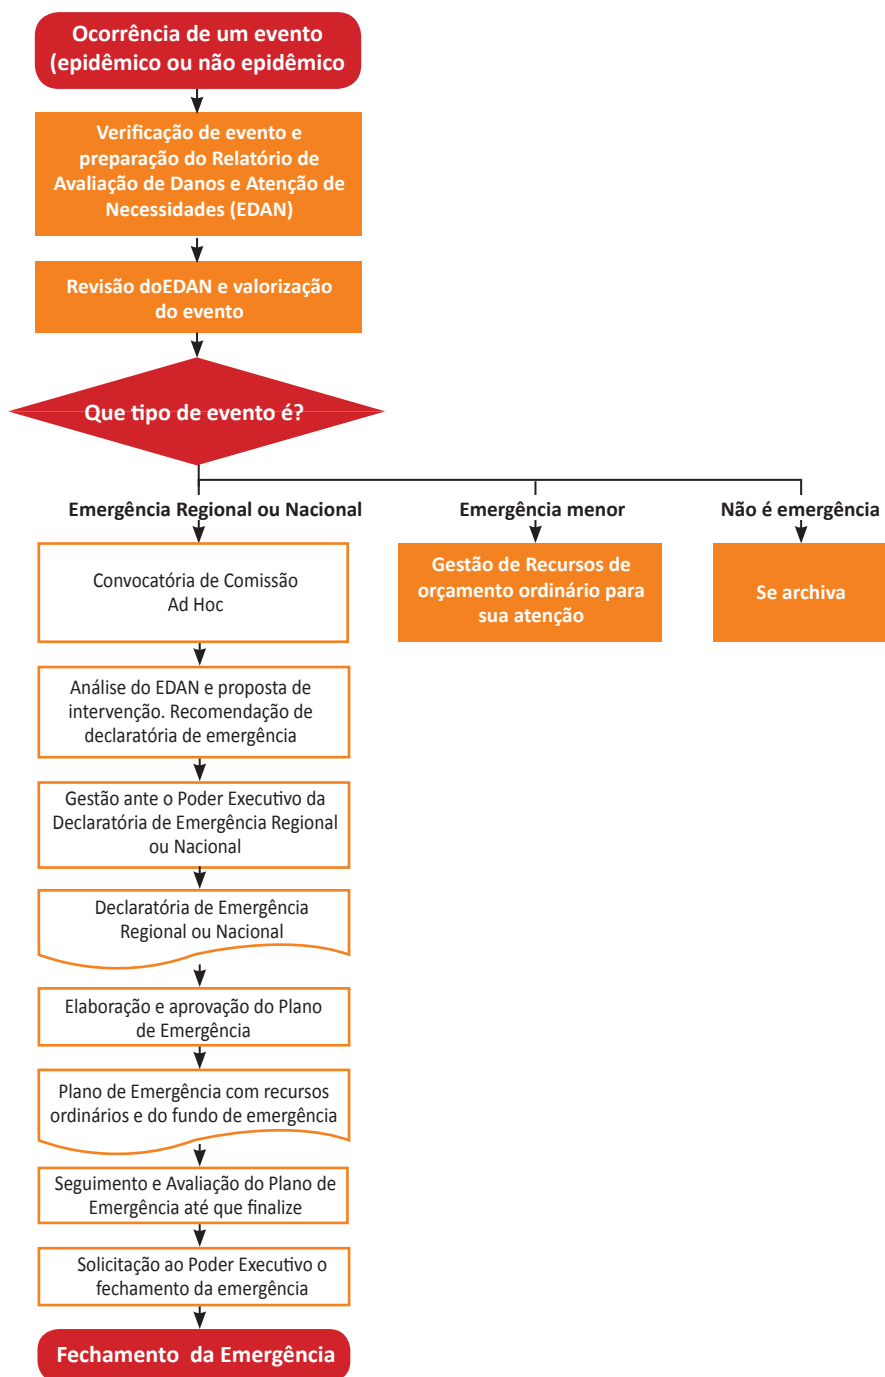 Ocorrência de um evento
(epidêmico ou não epidêmico
Verificação de evento e
preparação do Relatório de
Avaliação de Danos e Atenção de
Necessidades (EDAN)
Revisão doEDAN e valorização
do evento
Que tipo de evento é?
Emergência Regional ou Nacional
Emergência menor
Não é emergência
Convocatória de Comissão
Ad Hoc
Gestão de Recursos de
orçamento ordinário para
sua atenção
Se archiva
Análise do EDAN e proposta de
intervenção. Recomendação de
declaratória de emergência
Gestão ante o Poder Executivo da
Declaratória de Emergência Regional
ou Nacional
Declaratória de Emergência
Regional ou Nacional
Elaboração e aprovação do Plano
de Emergência
Plano de Emergência com recursos
ordinários e do fundo de emergência
Seguimento e Avaliação do Plano de
Emergência até que finalize
Solicitação ao Poder Executivo o
fechamento da emergência
Fechamento da Emergência